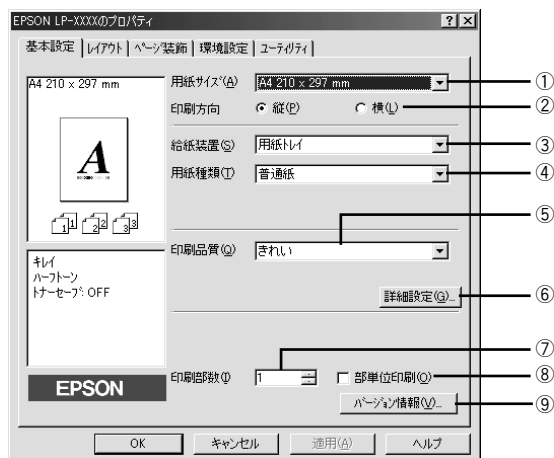 EPSON LP-XXXXのプロパティ
? ×
基本設定 レイアウト ページ装飾 環境設定 ユーティリティ
A4 210 x 297 mm
A
1 1 2 2 3 3
キレイ
ハーフトーン
トナーセーブ: OFF
EPSON
用紙サイズ(A) A4 210 x 297 mm ①
印刷方向 縦(P) 横(L) ②
給紙装置(S) 用紙トレイ ③
用紙種類(T) 普通紙 ④
⑤
印刷品質(Q) きれい
詳細設定(G)... ⑥
⑦
印刷部数(I) 1 部単位印刷(O) ⑧
バージョン情報(V)... ⑨
OK キャンセル 適用(A) ヘルプ